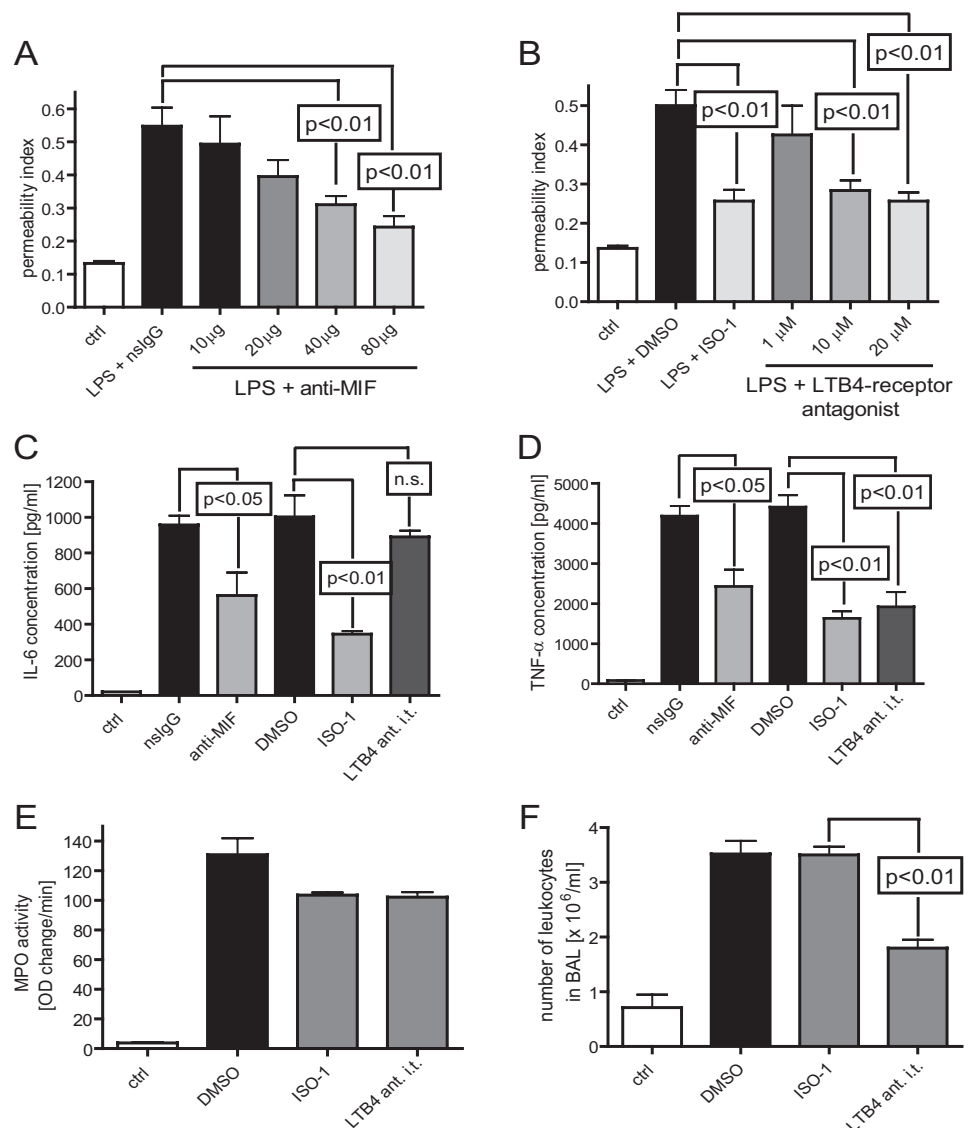 A
permeability index
0.6
0.5
0.4
0.3
0.2
0.1
0.0
p<0.01
p<0.01
ctrl
LPS + nsIgG
10µg
20µg
40µg
80µg
LPS + anti-MIF
B
permeability index
0.5
0.4
0.3
0.2
0.1
0.0
p<0.01
p<0.01
p<0.01
ctrl
LPS + DMSO
LPS + ISO-1
1 µM
10 µM
20 µM
LPS + LTB4-receptor
antagonist
C
IL-6 concentration [pg/ml]
1200
1000
800
600
400
200
0
p<0.05
n.s.
p<0.01
ctrl
nsIgG
anti-MIF
DMSO
ISO-1
LTB4 ant. i.t.
D
TNF-α concentration [pg/ml]
5000
4000
3000
2000
1000
0
p<0.05
p<0.01
p<0.01
ctrl
nsIgG
anti-MIF
DMSO
ISO-1
LTB4 ant. i.t.
E
MPO activity
[OD change/min]
140
120
100
80
60
40
20
0
ctrl
DMSO
ISO-1
LTB4 ant. i.t.
F
number of leukocytes
in BAL [x 10^6/ml]
4
3
2
1
0
p<0.01
ctrl
DMSO
ISO-1
LTB4 ant. i.t.